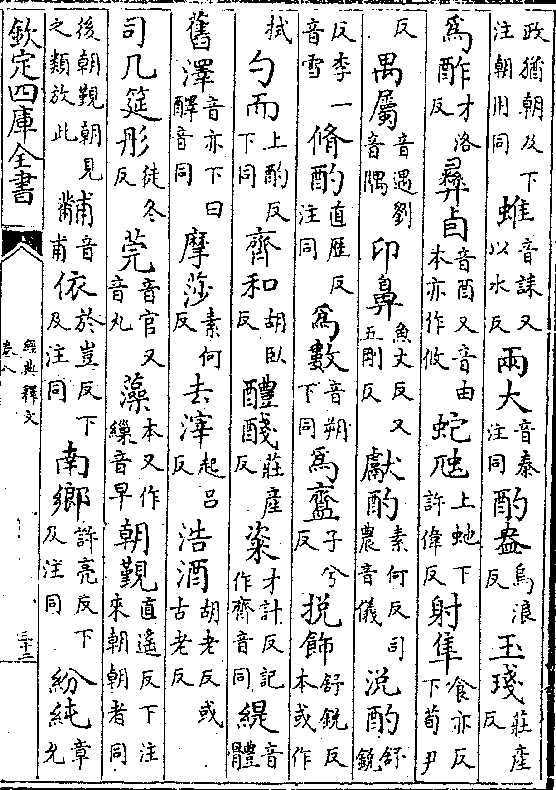 政猶朝及下注朝用同蜼音誄又以水反兩大音泰注同酌盎烏浪反玉琖莊産反
爲酢才洛反彞卣音酉又音由本亦作攸蛇虺上虵下許偉反射隼食亦反下荀尹
反禺屬音遇劉音隅卬鼻魚丈反又五剛反獻酌素何反司農音儀涗酌舒銳
反李一音雪脩酌直歷反注同爲數音朔下同爲齍子兮反挩飾舒銳反本或作
拭勺而上酌反下同齊和胡臥反醴醆莊産反粢才計反記作齊音同緹音體
舊澤音亦下曰醳音同摩莎素何反去滓起呂反浩酒胡老反或古老反
司几筵彤徒冬反莞音官又音丸藻本又作繅音早朝覲直遙反下注來朝朝者同
後朝覲朝見之類放此黼音甫依於豈反下及注同南鄉許亮反下及注同紛純章允
欽定四庫全書
經典釋文
卷八
三十二